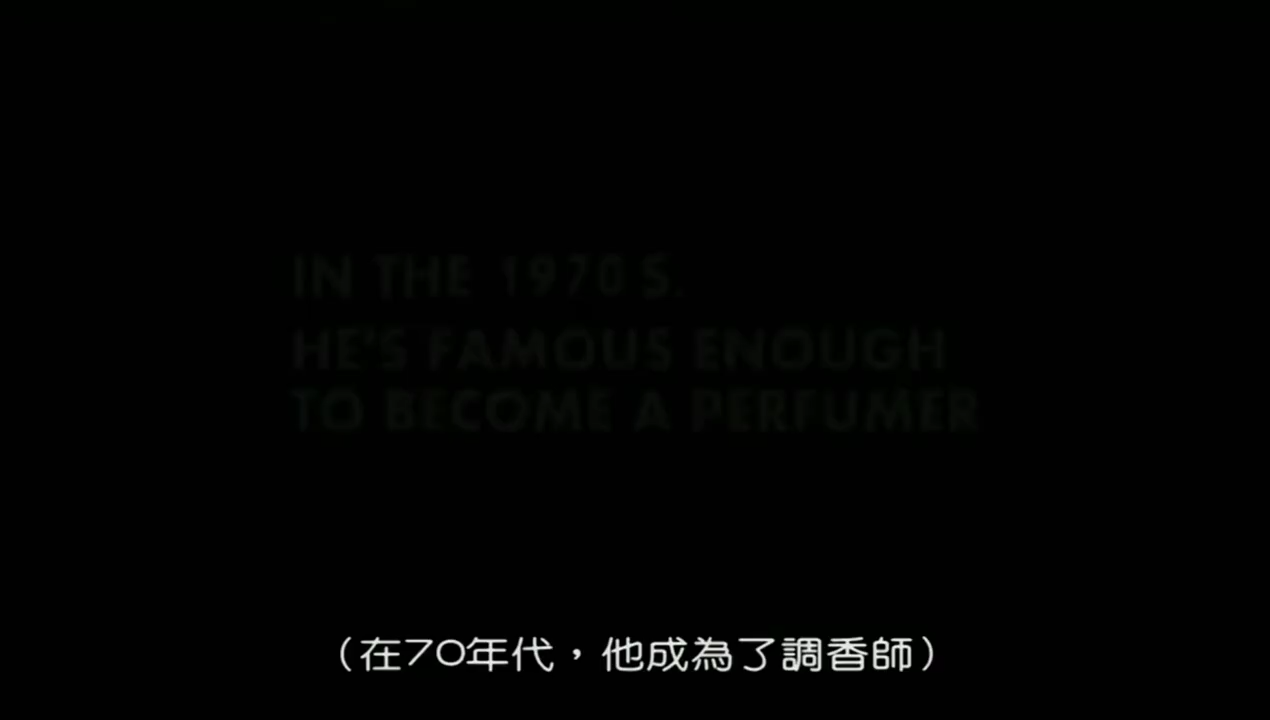 IN THE 1970 S.
HE'S FAMOUS ENOUGH
TO BECOME A PERFUMER
（在70年代，他成為了調香師）